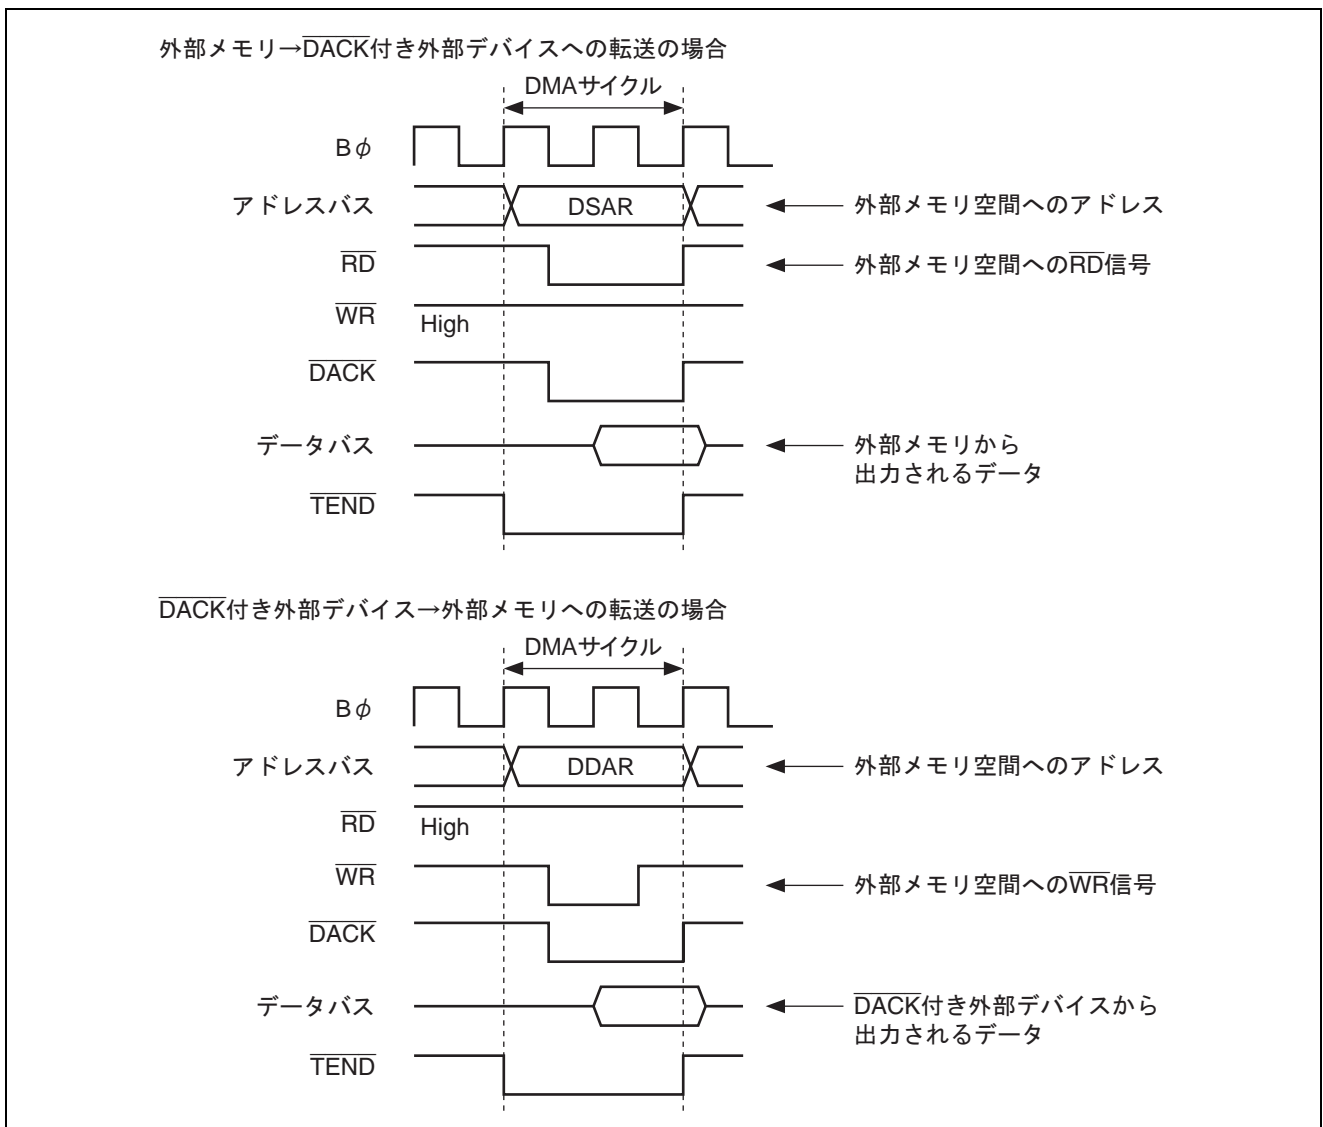 外部メモリ→DACK付き外部デバイスへの転送の場合
DMAサイクル
Bφ
アドレスバス
DSAR
外部メモリ空間へのアドレス
RD
外部メモリ空間へのRD信号
WR
High
DACK
データバス
外部メモリから
出力されるデータ
TEND
DACK付き外部デバイス→外部メモリへの転送の場合
DMAサイクル
Bφ
アドレスバス
DDAR
外部メモリ空間へのアドレス
RD
High
WR
外部メモリ空間へのWR信号
DACK
データバス
DACK付き外部デバイスから
出力されるデータ
TEND